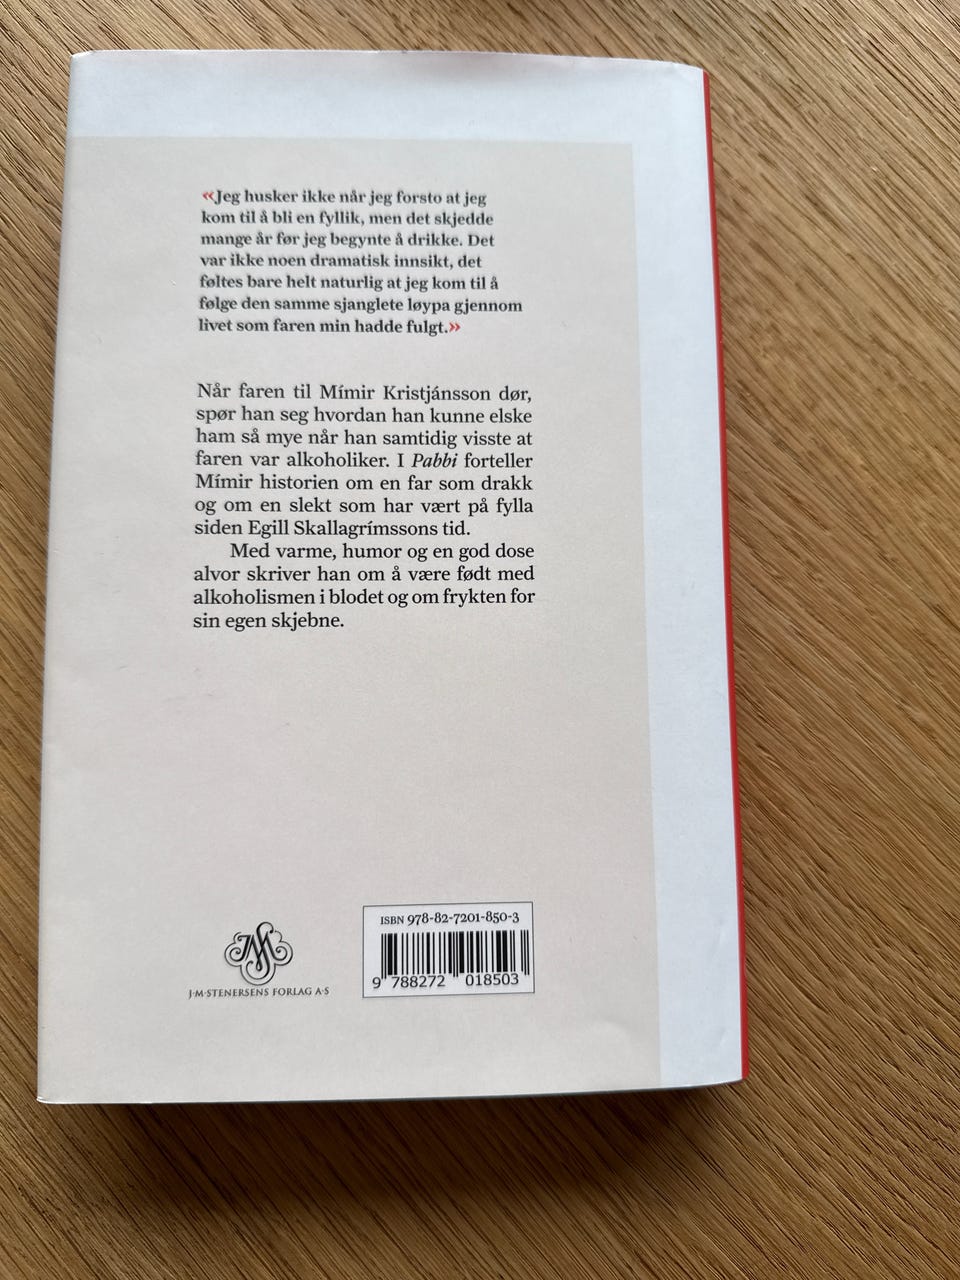 «Jeg husker ikke når jeg forsto at jeg
kom til å bli en fyllik, men det skjedde
mange år før jeg begynte å drikke. Det
var ikke noen dramatisk innsikt, det
føltes bare helt naturlig at jeg kom til å
følge den samme sjanglete løypa gjennom
livet som faren min hadde fulgt.»
Når faren til Mímir Kristjánsson dør,
spør han seg hvordan han kunne elske
ham så mye når han samtidig visste at
faren var alkoholiker. I Pabbi forteller
Mímir historien om en far som drakk
og om en slekt som har vært på fylla
siden Egill Skallagrímssons tid.
Med varme, humor og en god dose
alvor skriver han om å være født med
alkoholismen i blodet og om frykten for
sin egen skjebne.
J·M·STENERSENS FORLAG A·S
ISBN 978-82-7201-850-3
9 788272 018503